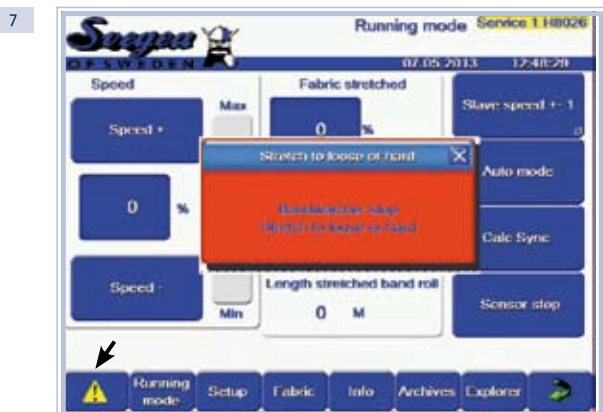 7
Svegea
OF SWEDEN
Running mode
Service 1 H8026
07.05.2013 12:48:29
Speed
Fabric stretched
Max
Speed +
0 %
Slave speed +- 1
Stretch to loose or hard
Auto mode
Stretch to loose or hard
0 %
Calc Sync
Speed -
Length stretched band roll
Min
0 M
Sensor stop
Running mode
Setup
Fabric
Info
Archives
Explorer